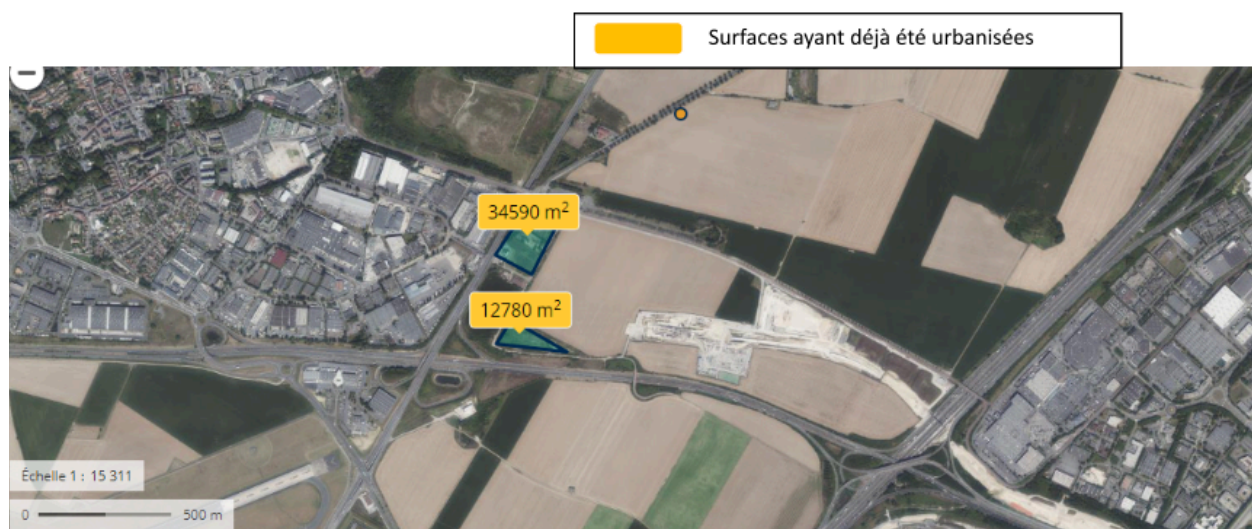 Surfaces ayant déjà été urbanisées
34590 m²
12780 m²
Échelle 1 : 15 311
0 500 m